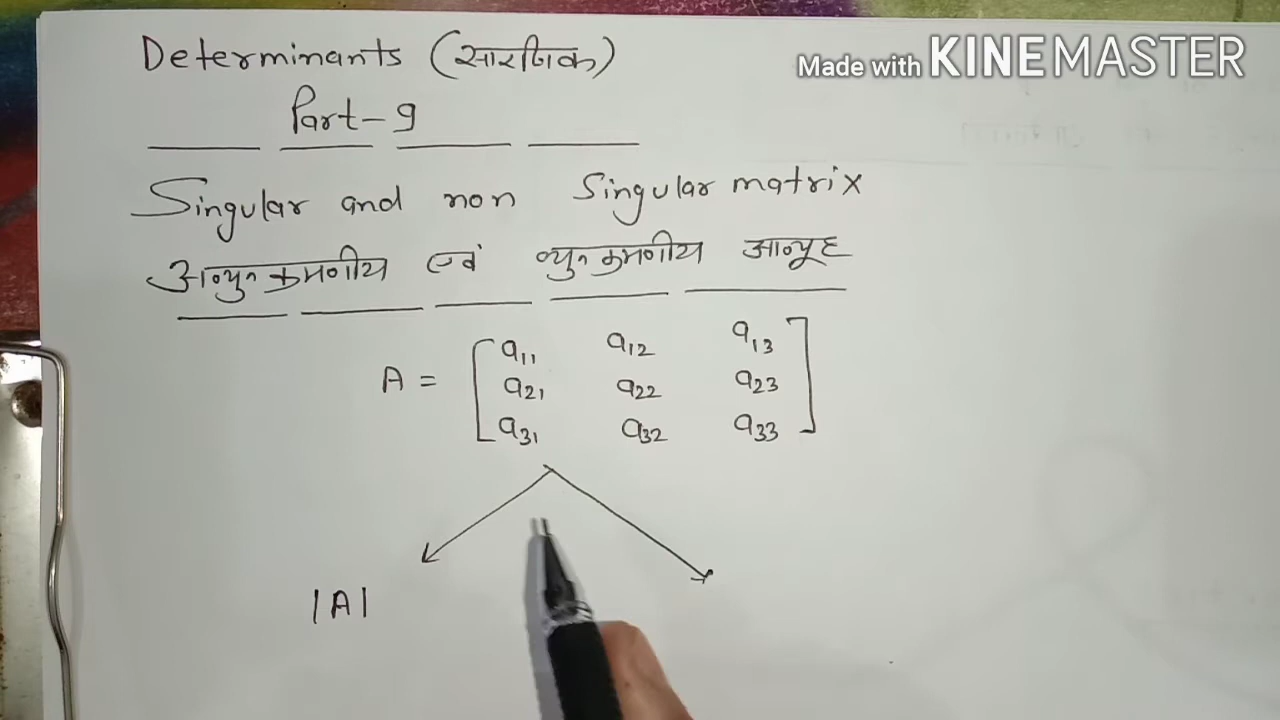 Determinants (सारणिक)
Made with KINEMASTER
Part-9
Singular and non Singular matrix
अव्युत्क्रमणीय एवं व्युत्क्रमणीय आव्यूह
A = [ a11 a12 a13
a21 a22 a23
a31 a32 a33 ]
|A|